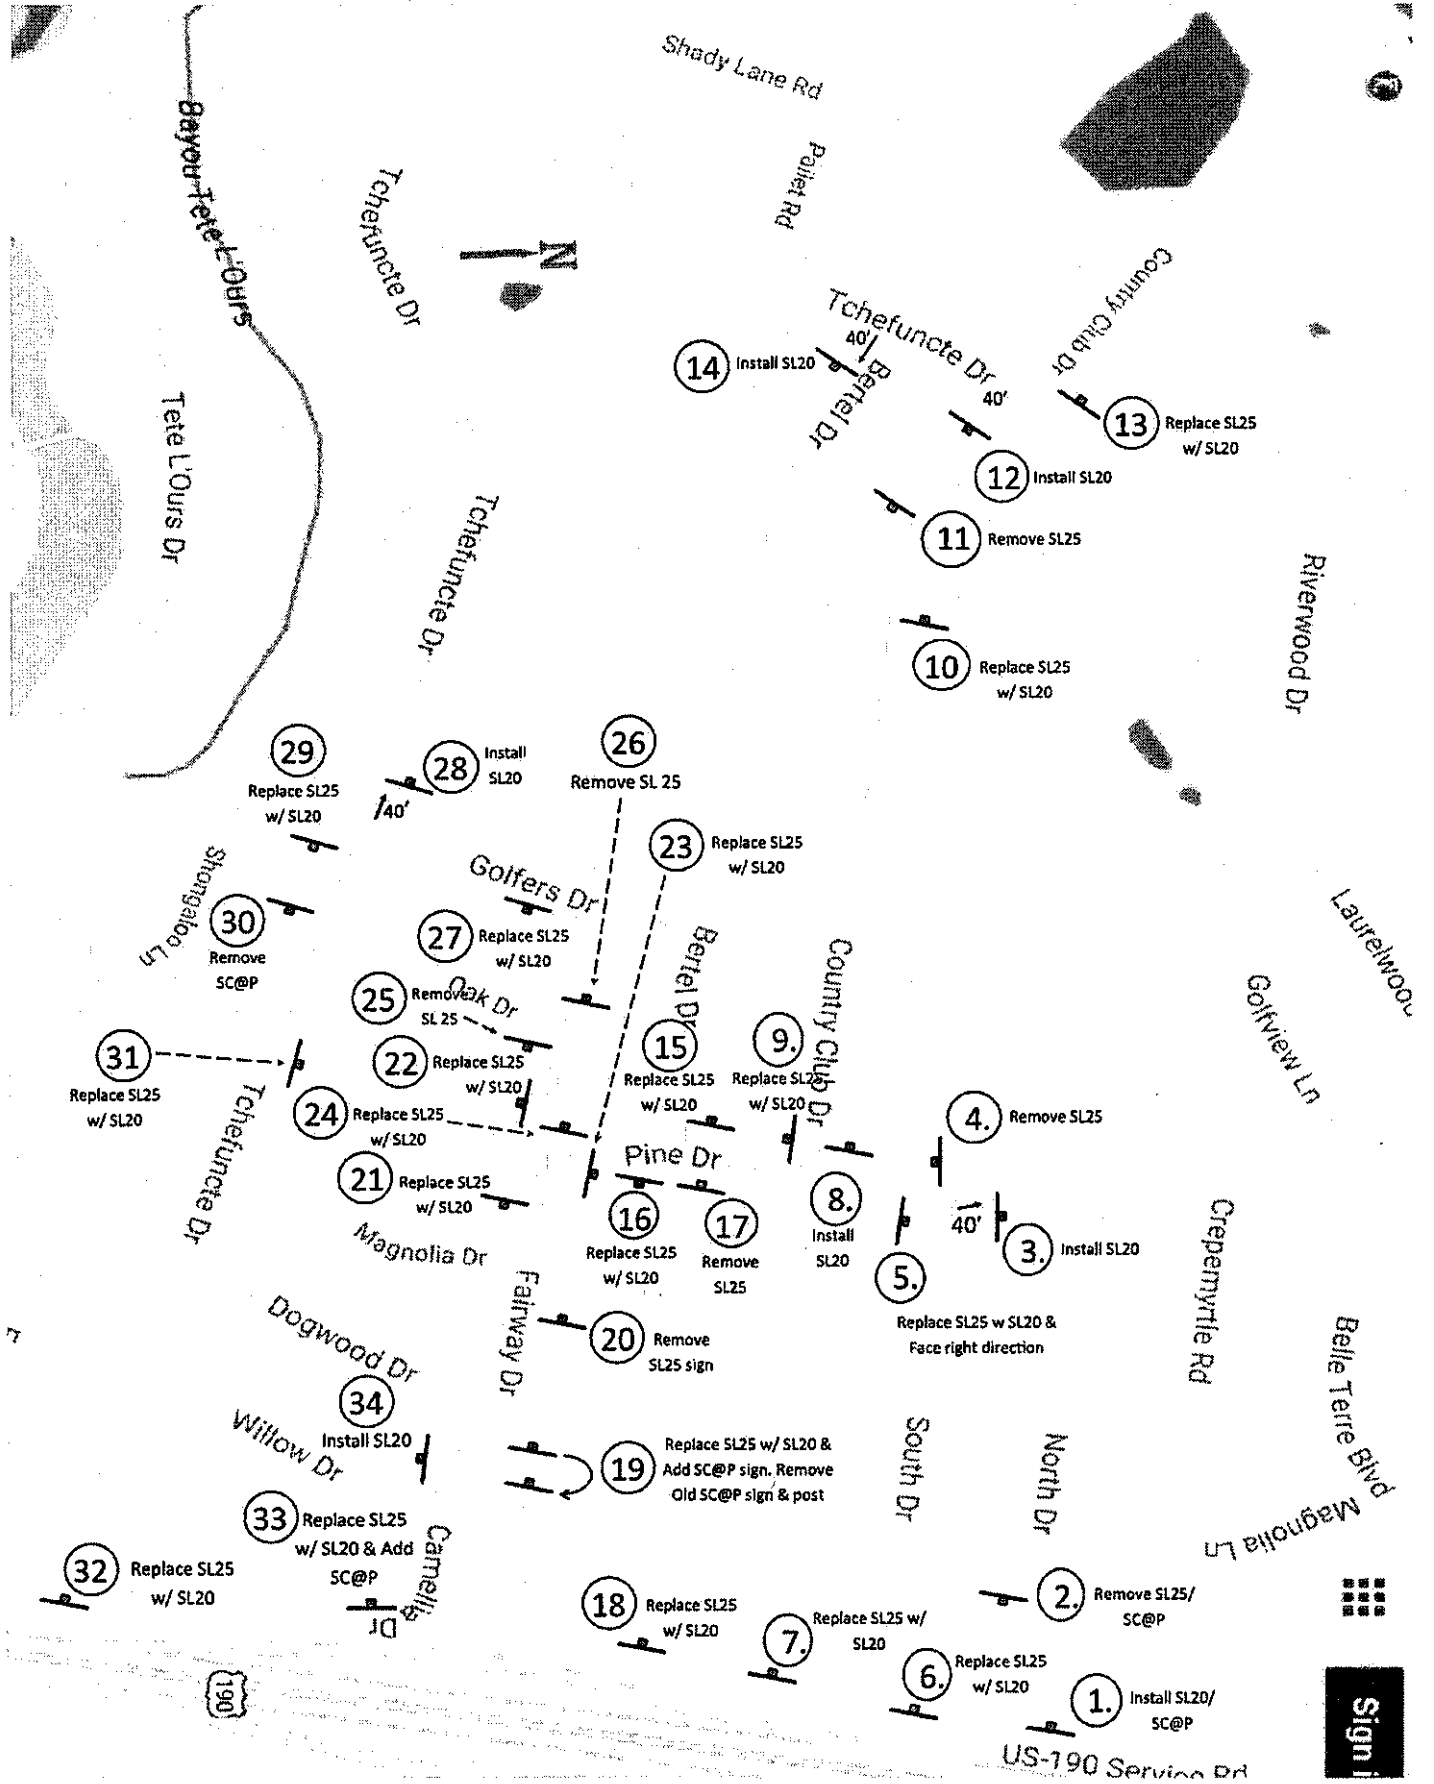 Shady Lane Rd
Bayou Tete L'Ours
Pailet Rd
Tchefuncte Dr
N
Country Club Dr
Tchefuncte Dr
40'
14 Install SL20
Bertel Dr
40'
13 Replace SL25
w/ SL20
Tete L'Ours Dr
12 Install SL20
11 Remove SL25
Tchefuncte Dr
Riverwood Dr
10 Replace SL25
w/ SL20
29
Replace SL25
w/ SL20
28 Install
SL20
40'
26
Remove SL 25
23 Replace SL25
w/ SL20
Shongaloo Ln
30
Remove
SC@P
Golfers Dr
27 Replace SL25
w/ SL20
Bertel Dr
Country Club Dr
Golfview Ln
25 Remove
SL 25
Oak Dr
31
Replace SL25
w/ SL20
22 Replace SL25
w/ SL20
15
Replace SL25
w/ SL20
9.
Replace SL25
w/ SL20
4. Remove SL25
Tchefuncte Dr
24 Replace SL25
w/ SL20
Pine Dr
21 Replace SL25
w/ SL20
16
Replace SL25
w/ SL20
17
Remove
SL25
8.
Install
SL20
40'
3. Install SL20
5.
Replace SL25 w SL20 &
Face right direction
Crepemyrtle Rd
Magnolia Dr
Fairway Dr
Dogwood Dr
20 Remove
SL25 sign
Belle Terre Blvd
34
Install SL20
Willow Dr
19 Replace SL25 w/ SL20 &
Add SC@P sign. Remove
Old SC@P sign & post
South Dr
North Dr
Magnolia Ln
33 Replace SL25
w/ SL20 & Add
SC@P
Camellia Dr
32 Replace SL25
w/ SL20
18 Replace SL25
w/ SL20
7. Replace SL25 w/
SL20
2. Remove SL25/
SC@P
6. Replace SL25
w/ SL20
1. Install SL20/
SC@P
190
Sign i
US-190 Service Rd